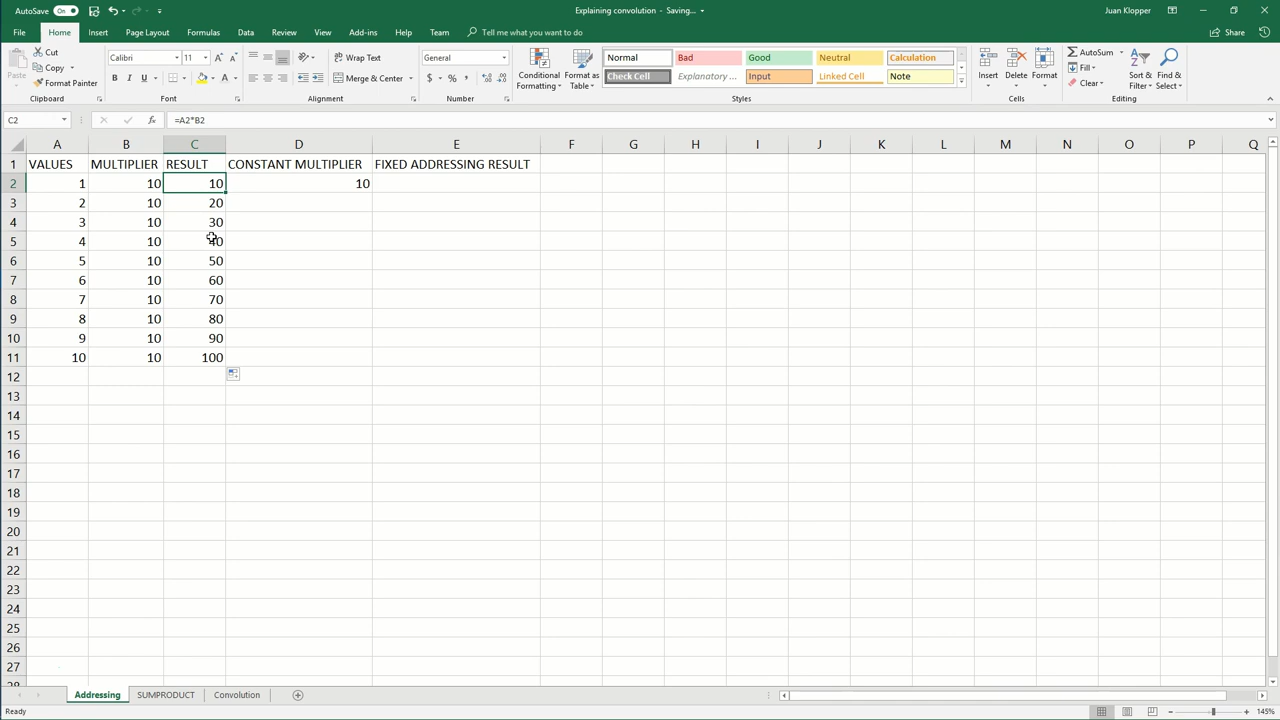 AutoSave On
Explaining convolution - Saving...
Juan Klopper
File Home Insert Page Layout Formulas Data Review View Add-ins Help Team Tell me what you want to do Share
Paste
Cut
Copy
Format Painter
Clipboard
Calibri 11
B I U A
Font
Wrap Text
Merge & Center
Alignment
General
$ % ,
Number
Conditional Formatting
Format as Table
Normal Bad Good Neutral Calculation
Check Cell Explanatory ... Input Linked Cell Note
Styles
Insert Delete Format
Cells
AutoSum
Fill
Clear
Sort & Filter
Find & Select
Editing
C2 fx =A2*B2
A B C D E F G H I J K L M N O P Q
1 VALUES MULTIPLIER RESULT CONSTANT MULTIPLIER FIXED ADDRESSING RESULT
2 1 10 10 10
3 2 10 20
4 3 10 30
5 4 10 40
6 5 10 50
7 6 10 60
8 7 10 70
9 8 10 80
10 9 10 90
11 10 10 100
12
13
14
15
16
17
18
19
20
21
22
23
24
25
26
27
28
Addressing SUMPRODUCT Convolution
Ready 145%